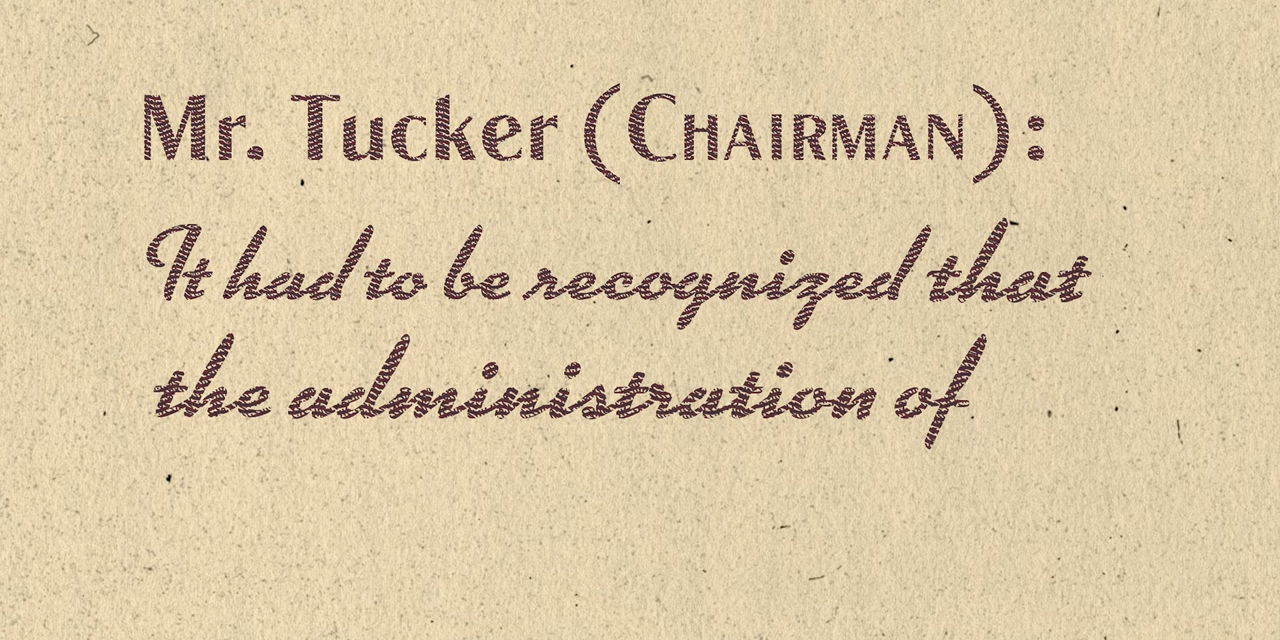 Mr. Tucker (CHAIRMAN):
It had to be recognized that
the administration of